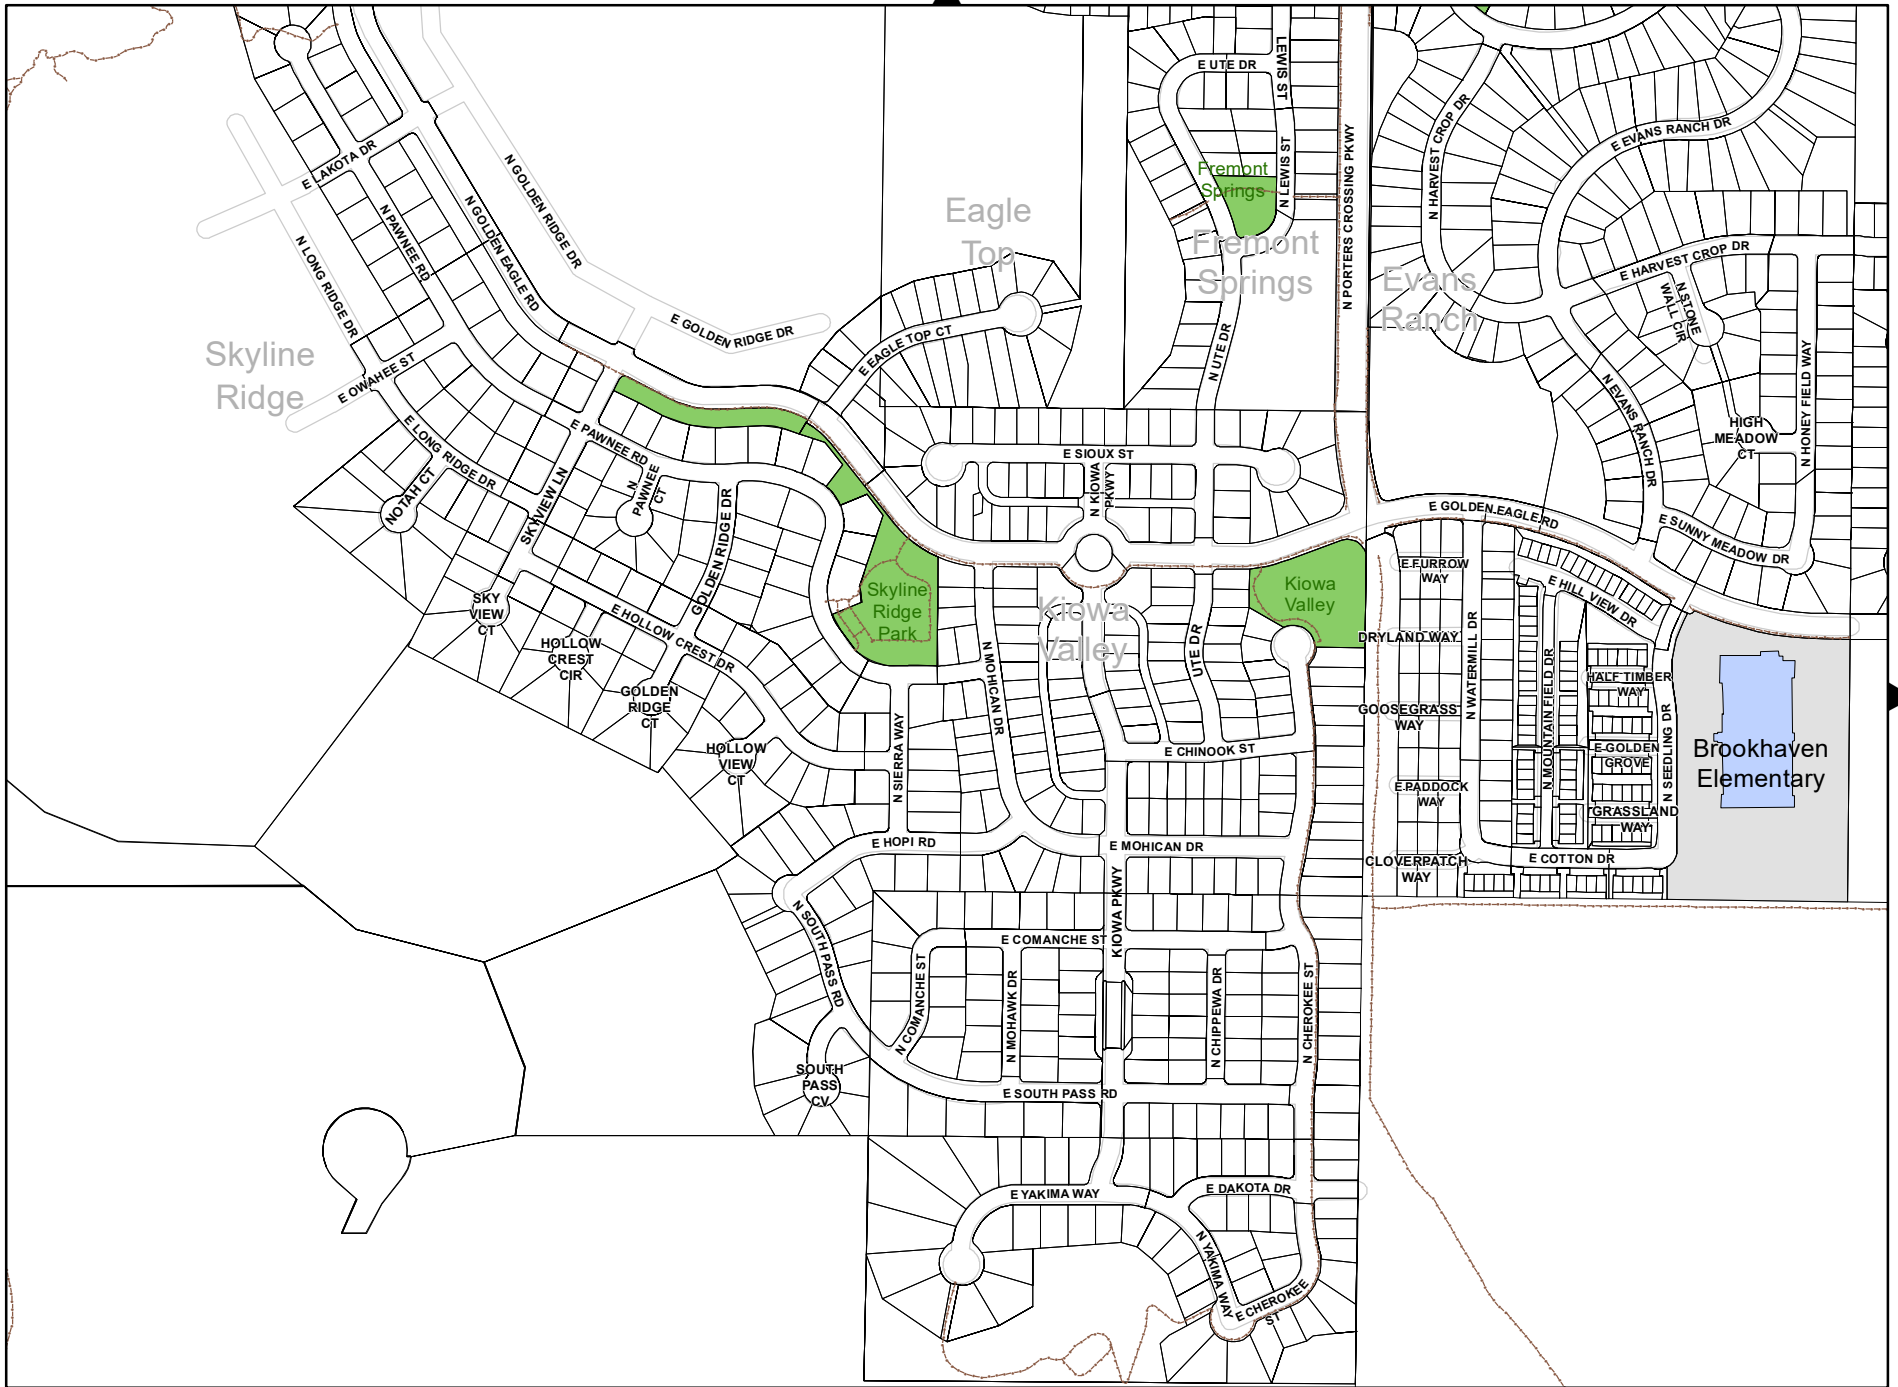 E UTE DR
LEWIS ST
N LEWIS ST
Fremont
Springs
Fremont
Springs
N UTE DR
N PORTERS CROSSING PKWY
N HARVEST CROP DR
E EVANS RANCH DR
E HARVEST CROP DR
N STONE
WALL CIR
Evans
Ranch
N EVANS RANCH DR
HIGH
MEADOW
CT
N HONEY FIELD WAY
E SUNNY MEADOW DR
E LAKOTA DR
N PAWNEE RD
N GOLDEN EAGLE RD
N GOLDEN RIDGE DR
E GOLDEN RIDGE DR
N LONG RIDGE DR
E OWAHEE ST
Skyline
Ridge
Eagle
Top
E EAGLE TOP CT
E LONG RIDGE DR
NOTAH CT
E PAWNEE RD
N
PAWNEE
CT
SKYVIEW LN
GOLDEN RIDGE DR
SKY
VIEW
CT
E HOLLOW CREST DR
HOLLOW
CREST
CIR
GOLDEN
RIDGE
CT
HOLLOW
VIEW
CT
Skyline
Ridge
Park
E SIOUX ST
N KIOWA
PKWY
E GOLDEN EAGLE RD
Kiowa
Valley
Kiowa
Valley
UTE DR
N MOHICAN DR
N SIERRA WAY
E CHINOOK ST
E HOPI RD
E MOHICAN DR
KIOWA PKWY
E FURROW
WAY
DRYLAND WAY
GOOSEGRASS
WAY
E PADDOCK
WAY
CLOVERPATCH
WAY
N WATERMILL DR
E HILL VIEW DR
N MOUNTAIN FIELD DR
HALF TIMBER
WAY
E GOLDEN
GROVE
GRASSLAND
WAY
N SEEDLING DR
E COTTON DR
Brookhaven
Elementary
N SOUTH PASS RD
SOUTH
PASS
CV
E COMANCHE ST
N COMANCHE ST
N MOHAWK DR
N CHIPPEWA DR
N CHEROKEE ST
E SOUTH PASS RD
E YAKIMA WAY
E DAKOTA DR
N YAKIMA WAY
E CHEROKEE
ST